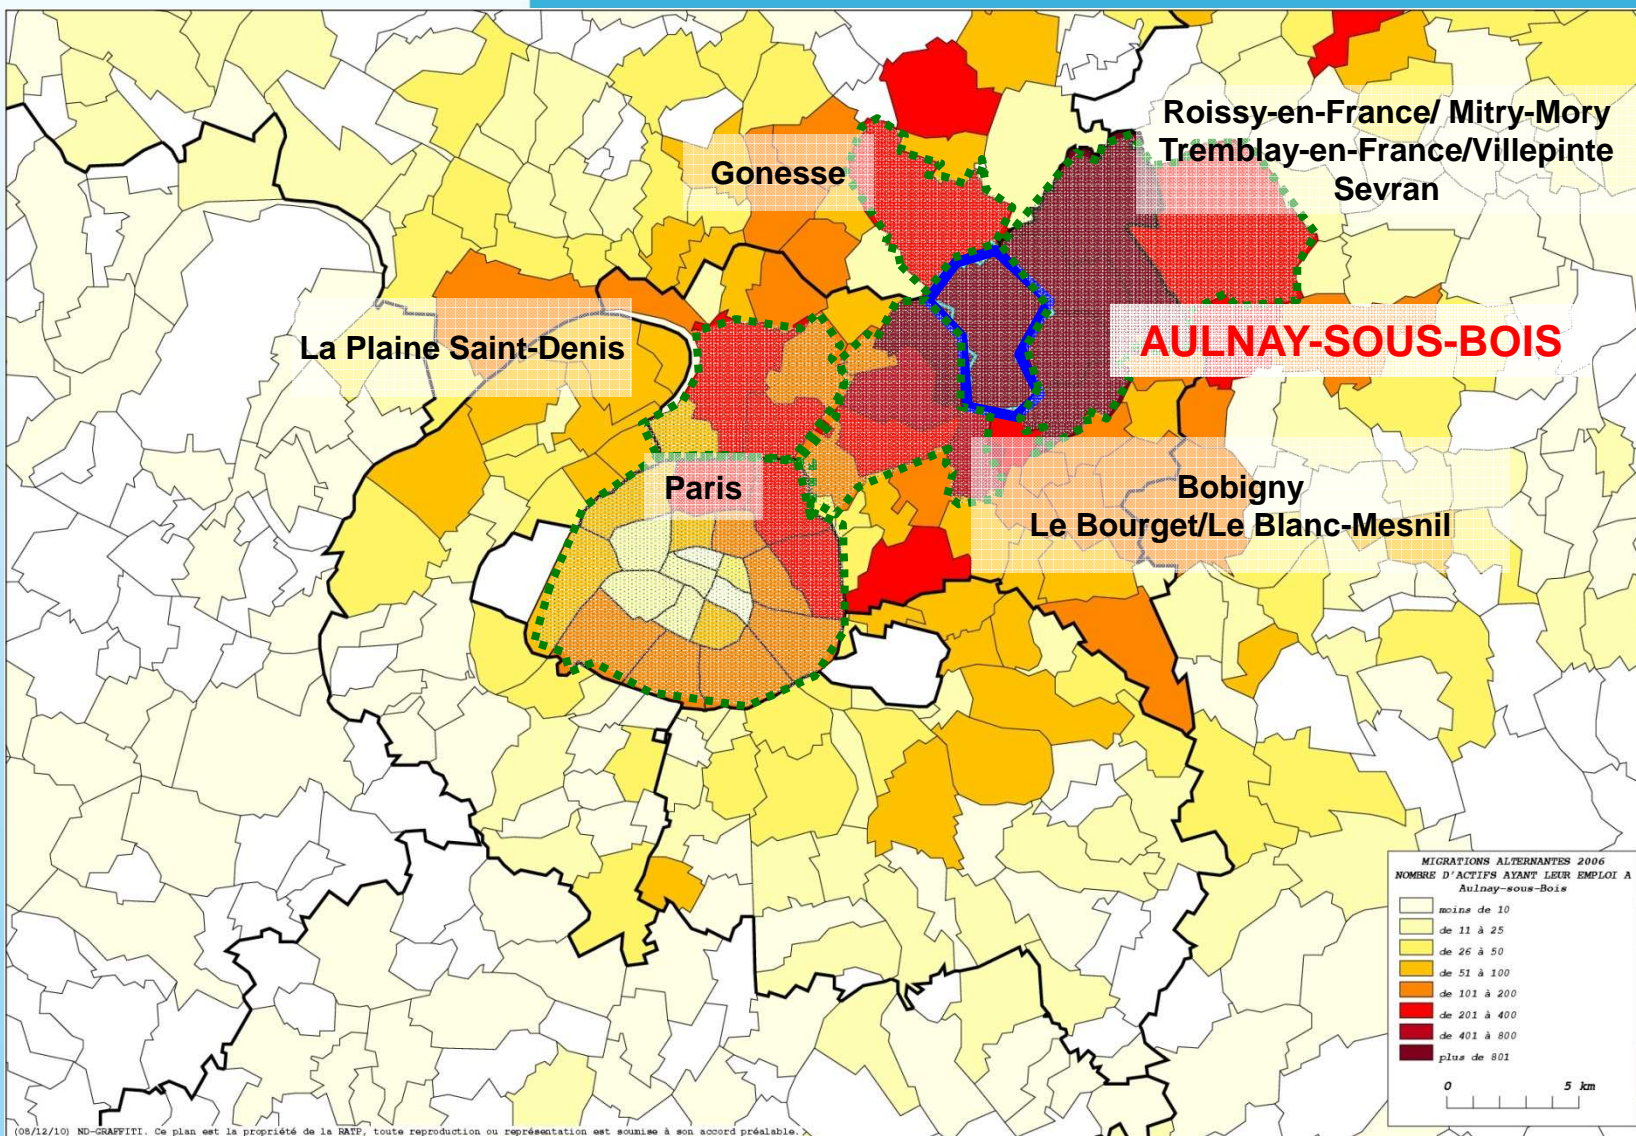 Roissy-en-France/ Mitry-Mory
Tremblay-en-France/Villepinte
Sevran
Gonesse
AULNAY-SOUS-BOIS
La Plaine Saint-Denis
Paris
Bobigny
Le Bourget/Le Blanc-Mesnil
MIGRATIONS ALTERNANTES 2006
NOMBRE D'ACTIFS AYANT LEUR EMPLOI A
Aulnay-sous-Bois
moins de 10
de 11 à 25
de 26 à 50
de 51 à 100
de 101 à 200
de 201 à 400
de 401 à 800
plus de 801
0 5 km
(08/12/10) ND-GRAFFITI. Ce plan est la propriété de la RATP, toute reproduction ou représentation est soumise à son accord préalable.